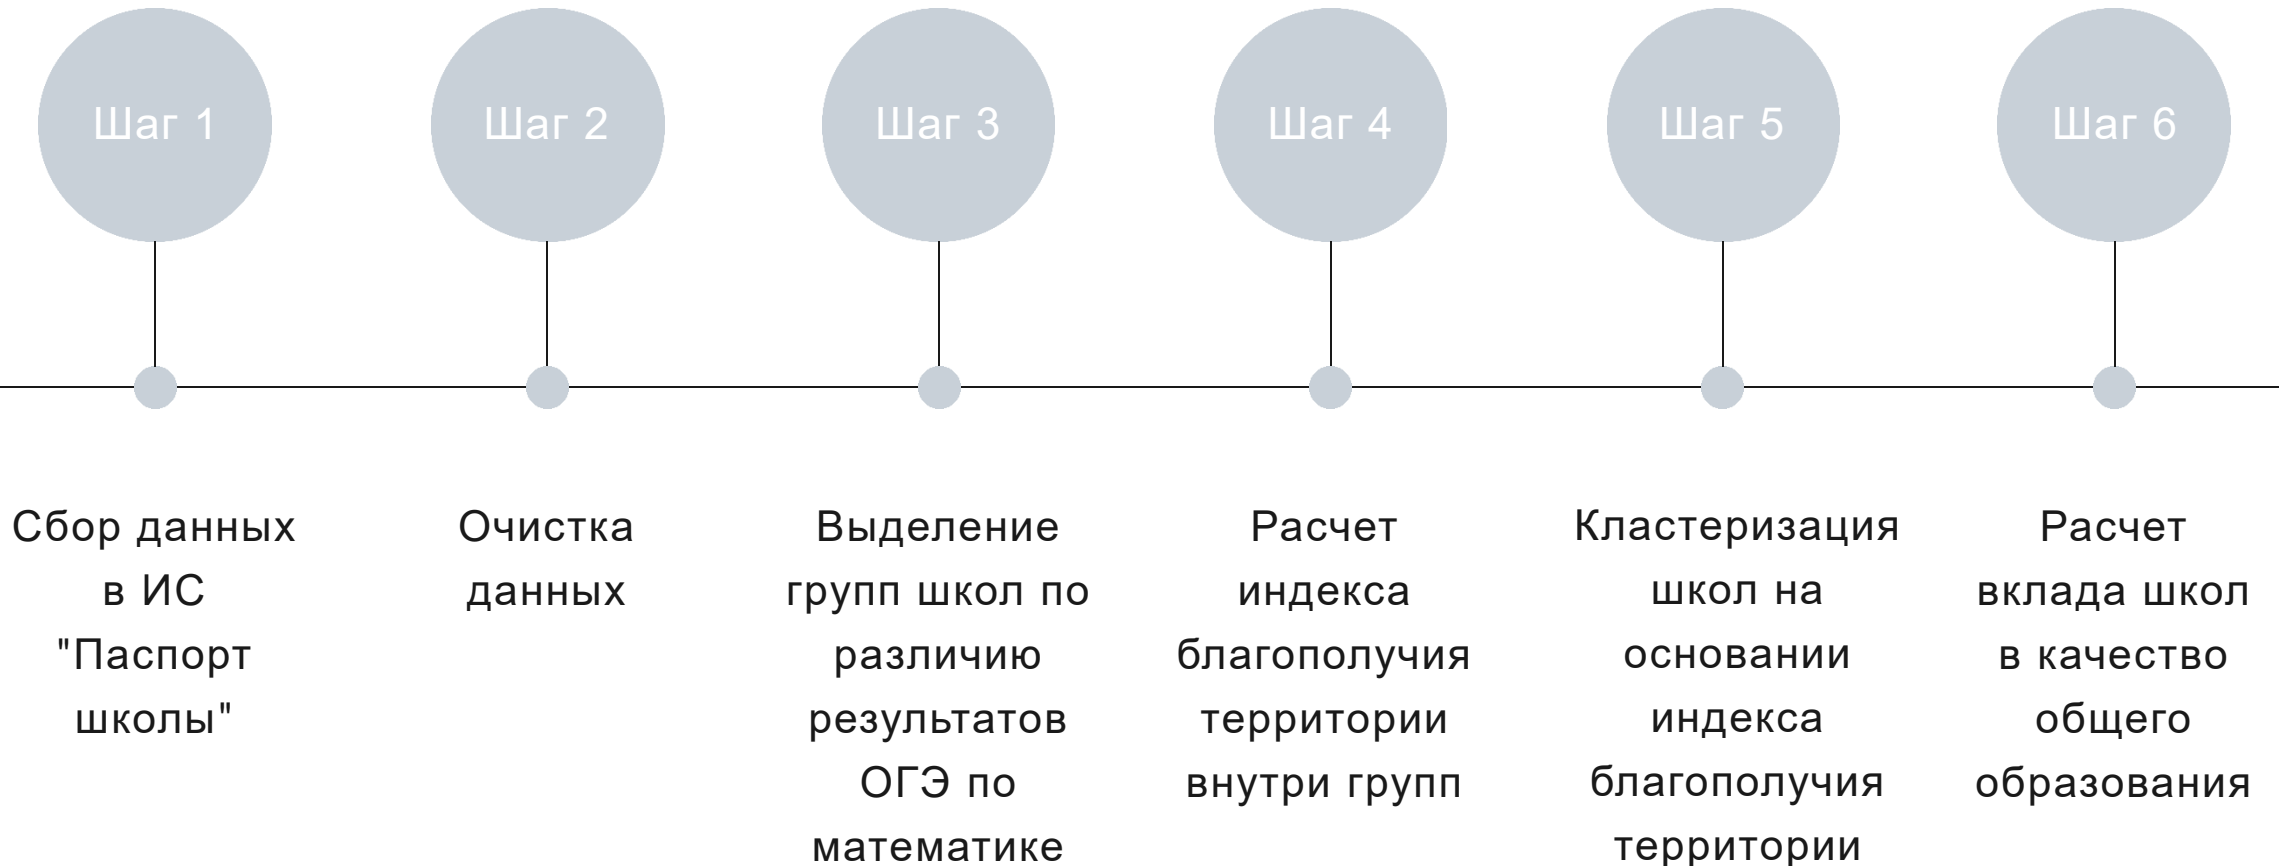 Шаг 1
Шаг 2
Шаг 3
Шаг 4
Шаг 5
Шаг 6
Сбор данных
в ИС
"Паспорт
школы"
Очистка
данных
Выделение
групп школ по
различию
результатов
ОГЭ по
математике
Расчет
индекса
благополучия
территории
внутри групп
Кластеризация
школ на
основании
индекса
благополучия
территории
Расчет
вклада школ
в качество
общего
образования